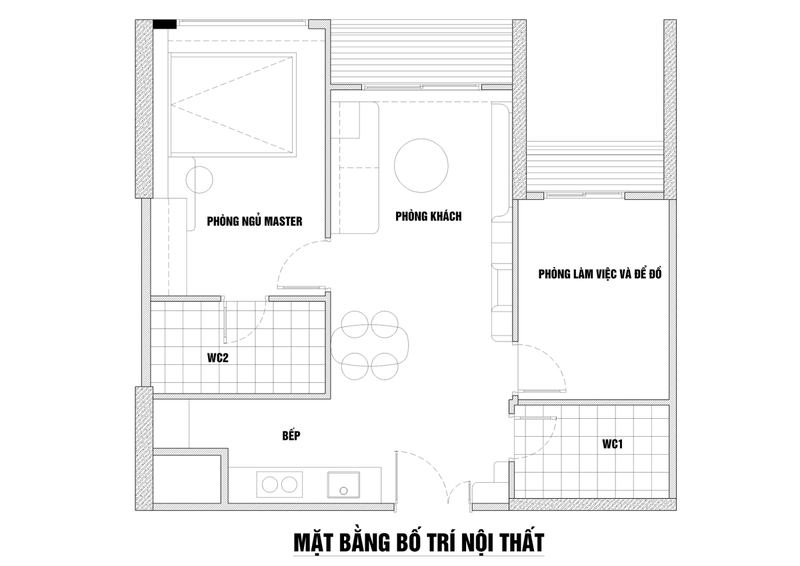 PHÒNG NGỦ MASTER
PHÒNG KHÁCH
PHÒNG LÀM VIỆC VÀ ĐỂ ĐỒ
WC2
BẾP
WC1
MẶT BẰNG BỐ TRÍ NỘI THẤT